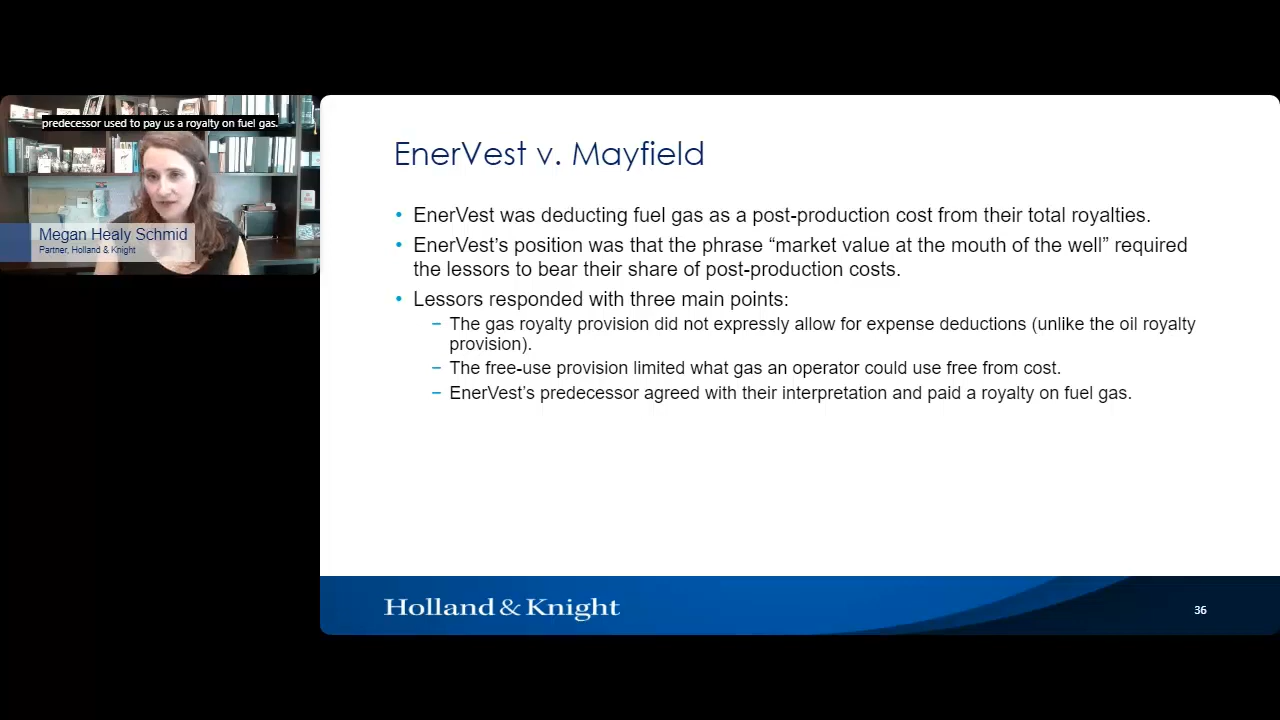 predecessor used to pay us a royalty on fuel gas.
Megan Healy Schmid
Partner, Holland & Knight
EnerVest v. Mayfield
• EnerVest was deducting fuel gas as a post-production cost from their total royalties.
• EnerVest’s position was that the phrase “market value at the mouth of the well” required
the lessors to bear their share of post-production costs.
• Lessors responded with three main points:
− The gas royalty provision did not expressly allow for expense deductions (unlike the oil royalty
provision).
− The free-use provision limited what gas an operator could use free from cost.
− EnerVest’s predecessor agreed with their interpretation and paid a royalty on fuel gas.
Holland & Knight
36